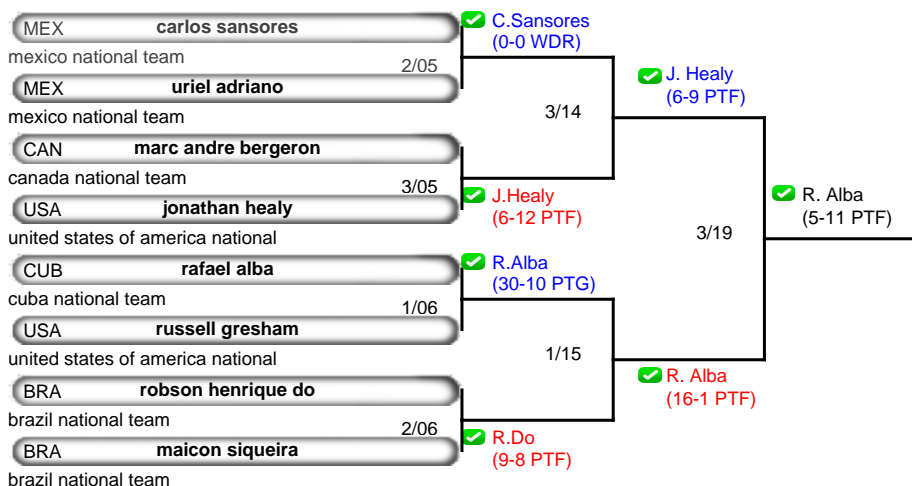 MEX carlos sansores
mexico national team
2/05
MEX uriel adriano
mexico national team
C.Sansores
(0-0 WDR)
CAN marc andre bergeron
canada national team
3/05
USA jonathan healy
united states of america national
J.Healy
(6-12 PTF)
3/14
J. Healy
(6-9 PTF)
CUB rafael alba
cuba national team
1/06
USA russell gresham
united states of america national
R.Alba
(30-10 PTG)
BRA robson henrique do
brazil national team
2/06
BRA maicon siqueira
brazil national team
R.Do
(9-8 PTF)
1/15
R. Alba
(16-1 PTF)
3/19
R. Alba
(5-11 PTF)